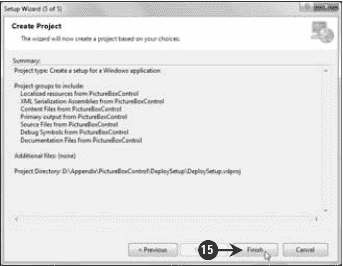 Setup Wizard (5 of 5)
Create Project
The wizard will now create a project based on your choices.
Summary:
Project type: Create a setup for a Windows application
Project groups to include:
Localized resources from PictureBoxControl
XML Serialization Assemblies from PictureBoxControl
Content Files from PictureBoxControl
Primary output from PictureBoxControl
Source Files from PictureBoxControl
Debug Symbols from PictureBoxControl
Documentation Files from PictureBoxControl
Additional files: (none)
Project Directory: D:\Appendix\PictureBoxControl\DeploySetup\DeploySetup.vdproj
< Previous
15
Finish
Cancel